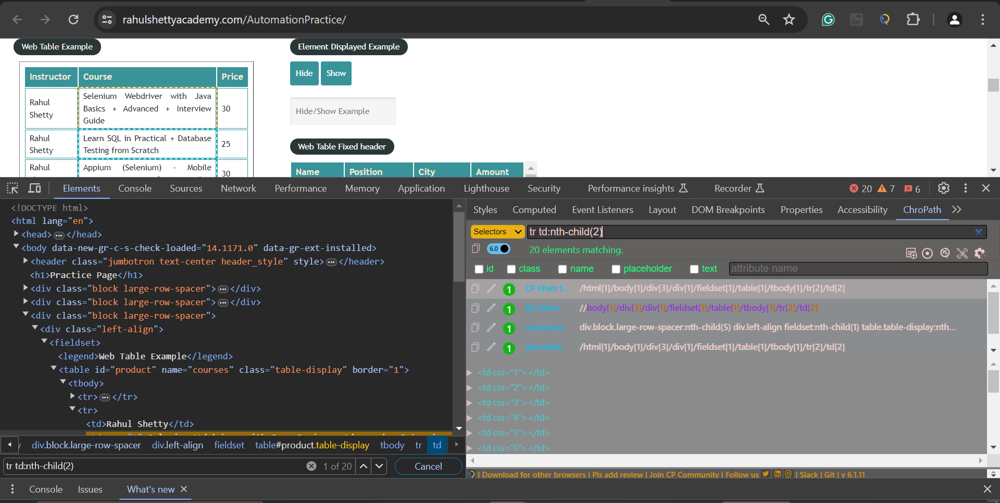 rahulshettyacademy.com/AutomationPractice/
Web Table Example
Instructor Course Price
Rahul Shetty Selenium Webdriver with Java Basics + Advanced + Interview Guide 30
Rahul Shetty Learn SQL in Practical + Database Testing from Scratch 25
Rahul Appium (Selenium) - Mobile 30
Element Displayed Example
Hide Show
Hide/Show Example
Web Table Fixed header
Name Position City Amount
Elements Console Sources Network Performance Memory Application Lighthouse Security Performance insights Recorder 20 7 6
<!DOCTYPE html>
<html lang="en">
<head> ... </head>
<body data-new-gr-c-s-check-loaded="14.1171.0" data-gr-ext-installed>
<header class="jumbotron text-center header_style" style> ... </header>
<h1>Practice Page</h1>
<div class="block large-row-spacer"> ... </div>
<div class="block large-row-spacer"> ... </div>
<div class="block large-row-spacer">
<div class="left-align">
<fieldset>
<legend>Web Table Example</legend>
<table id="product" name="courses" class="table-display" border="1">
<tbody>
<tr> ... </tr>
<tr>
<td>Rahul Shetty</td>
div.block.large-row-spacer div.left-align fieldset table#product.table-display tbody tr td
tr td:nth-child(2) 1 of 20 Cancel
Styles Computed Event Listeners Layout DOM Breakpoints Properties Accessibility ChroPath
Selectors tr td:nth-child(2)
6.0 20 elements matching.
id class name placeholder text attribute name
1 CP XPath f... /html[1]/body[1]/div[3]/div[1]/fieldset[1]/table[1]/tbody[1]/tr[2]/td[2]
1 Rel XPath //body[1]/div[3]/div[1]/fieldset[1]/table[1]/tbody[1]/tr[2]/td[2]
1 cssSelector div.block.large-row-spacer:nth-child(5) div.left-align fieldset:nth-child(1) table.table-display:nth...
1 Abs XPath /html[1]/body[1]/div[3]/div[1]/fieldset[1]/table[1]/tbody[1]/tr[2]/td[2]
<td css="1"></td>
<td css="2"></td>
<td css="3"></td>
<td css="4"></td>
<td css="5"></td>
<td css="6"></td>
| Download for other browsers | Pls add review | Join CP Community | Follow us | Slack | Git | v 6.1.11
Console Issues What's new